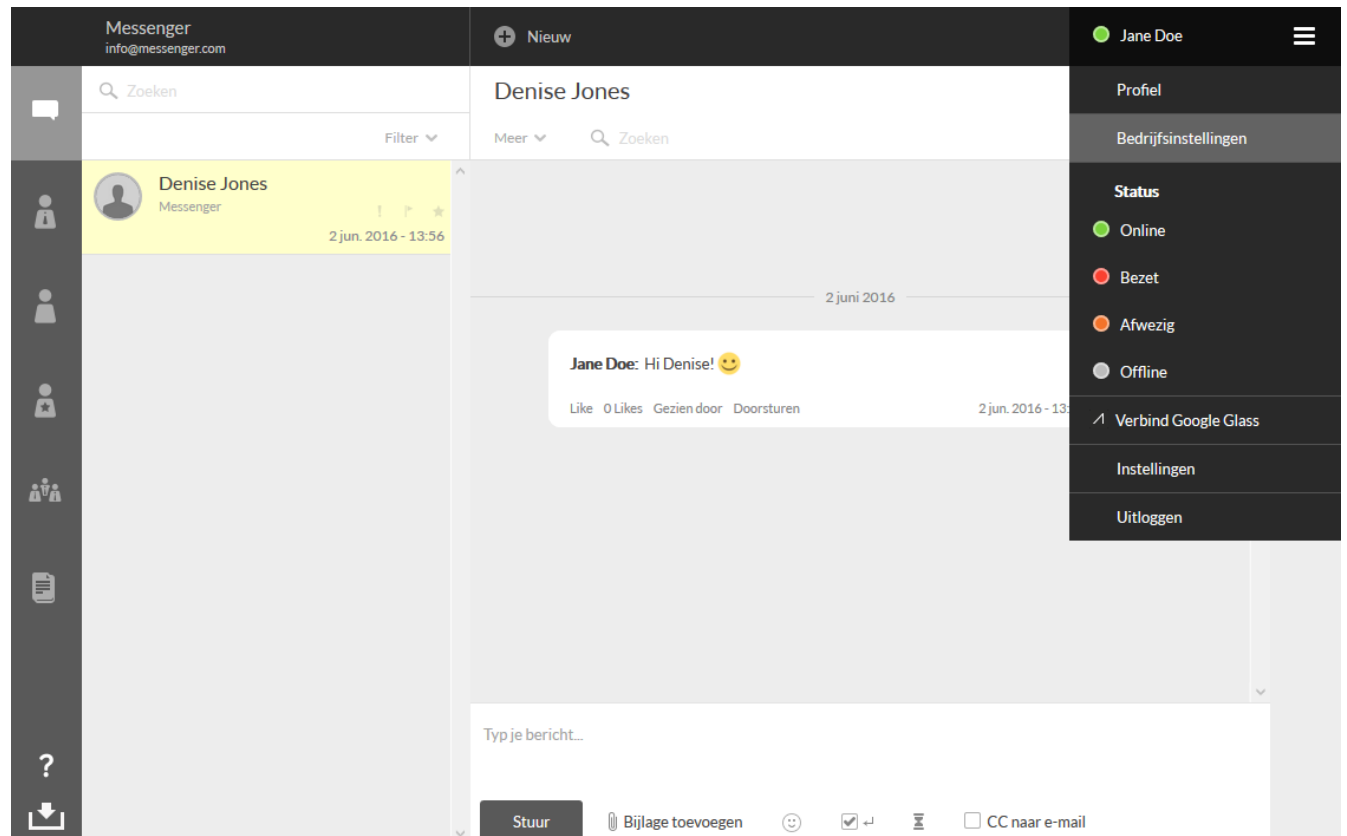 Messenger
info@messenger.com
Nieuw
Jane Doe
Zoeken
Filter
Denise Jones
Messenger
2 jun. 2016 - 13:56
Denise Jones
Meer
Zoeken
2 juni 2016
Jane Doe: Hi Denise!
Like 0 Likes Gezien door Doorsturen 2 jun. 2016 - 13:
Typ je bericht...
Stuur Bijlage toevoegen CC naar e-mail
Profiel
Bedrijfsinstellingen
Status
Online
Bezet
Afwezig
Offline
Verbind Google Glass
Instellingen
Uitloggen
?